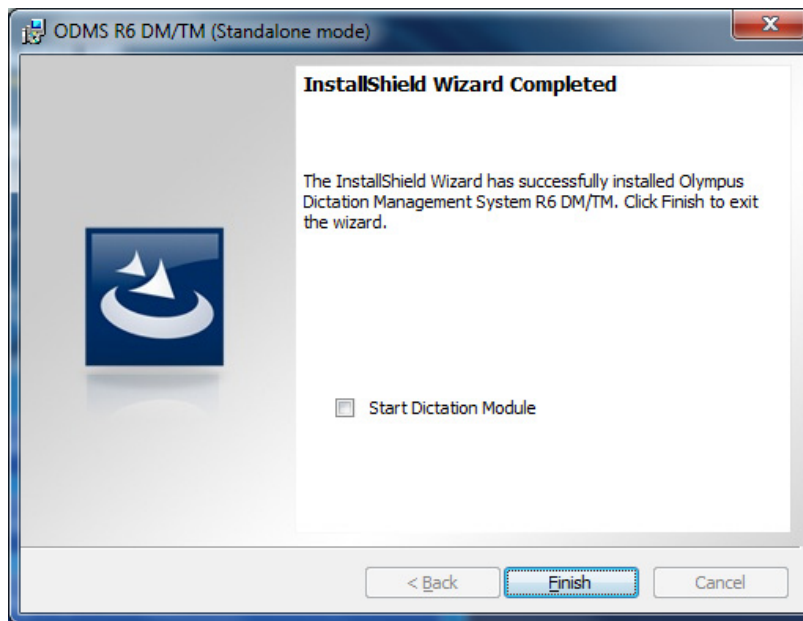 ODMS R6 DM/TM (Standalone mode)
InstallShield Wizard Completed
The InstallShield Wizard has successfully installed Olympus
Dictation Management System R6 DM/TM. Click Finish to exit
the wizard.
Start Dictation Module
< Back Finish Cancel